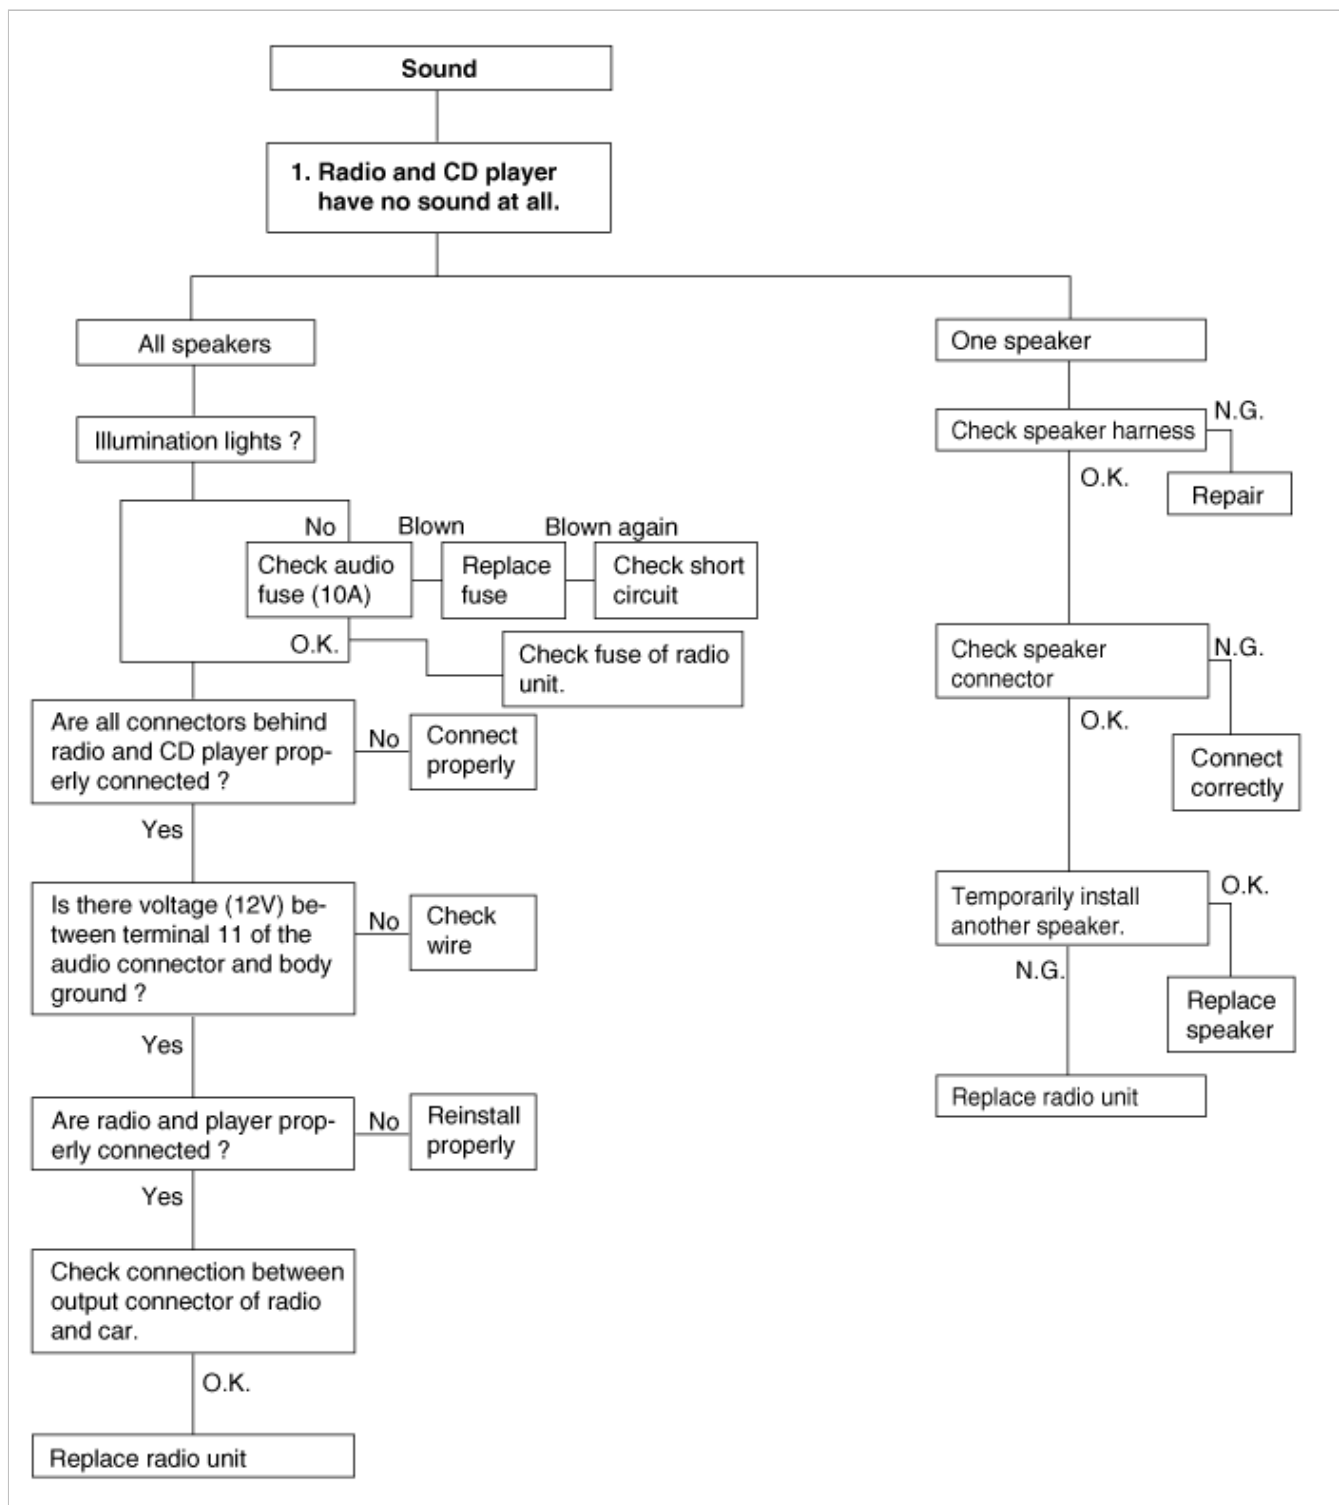 Sound
1. Radio and CD player
have no sound at all.
All speakers
Illumination lights ?
No
Blown
Blown again
Check audio
fuse (10A)
Replace
fuse
Check short
circuit
O.K.
Check fuse of radio
unit.
Are all connectors behind
radio and CD player prop-
erly connected ?
No
Connect
properly
Yes
Is there voltage (12V) be-
tween terminal 11 of the
audio connector and body
ground ?
No
Check
wire
Yes
Are radio and player prop-
erly connected ?
No
Reinstall
properly
Yes
Check connection between
output connector of radio
and car.
O.K.
Replace radio unit
One speaker
Check speaker harness
N.G.
Repair
O.K.
Check speaker
connector
N.G.
Connect
correctly
O.K.
Temporarily install
another speaker.
O.K.
Replace
speaker
N.G.
Replace radio unit